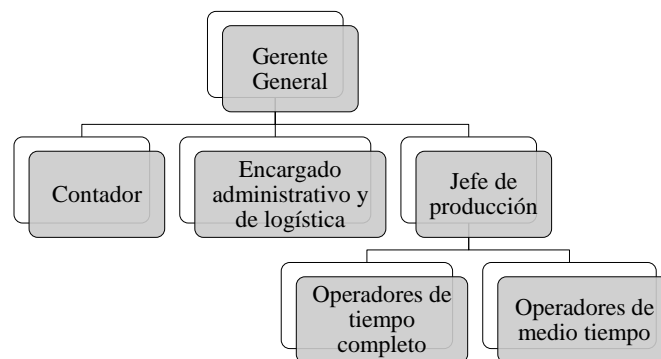 Gerente
General
Contador
Encargado
administrativo y
de logística
Jefe de
producción
Operadores de
tiempo
completo
Operadores de
medio tiempo